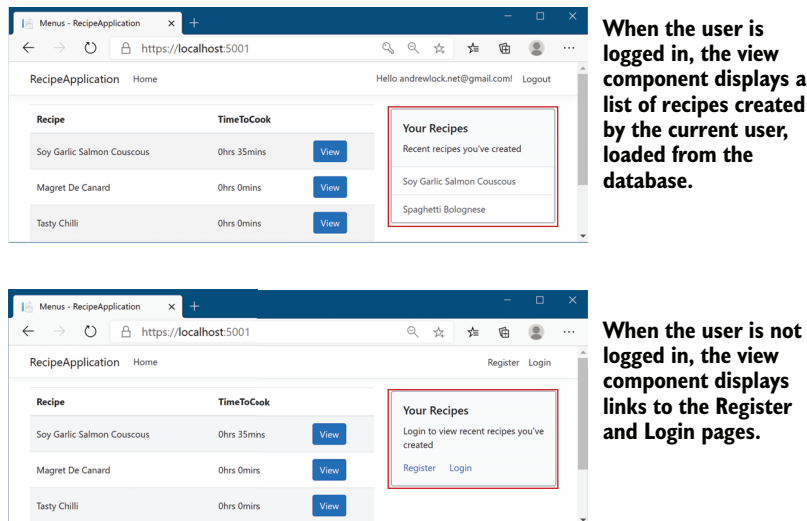 Menus - RecipeApplication
https://localhost:5001
RecipeApplication Home
Hello andrewlock.net@gmail.com! Logout
Recipe TimeToCook
Soy Garlic Salmon Couscous 0hrs 35mins View
Magret De Canard 0hrs 0mins View
Tasty Chilli 0hrs 0mins View
Your Recipes
Recent recipes you've created
Soy Garlic Salmon Couscous
Spaghetti Bolognese
When the user is
logged in, the view
component displays a
list of recipes created
by the current user,
loaded from the
database.
Menus - RecipeApplication
https://localhost:5001
RecipeApplication Home
Register Login
Recipe TimeToCook
Soy Garlic Salmon Couscous 0hrs 35mins View
Magret De Canard 0hrs 0mins View
Tasty Chilli 0hrs 0mins View
Your Recipes
Login to view recent recipes you've
created
Register Login
When the user is not
logged in, the view
component displays
links to the Register
and Login pages.